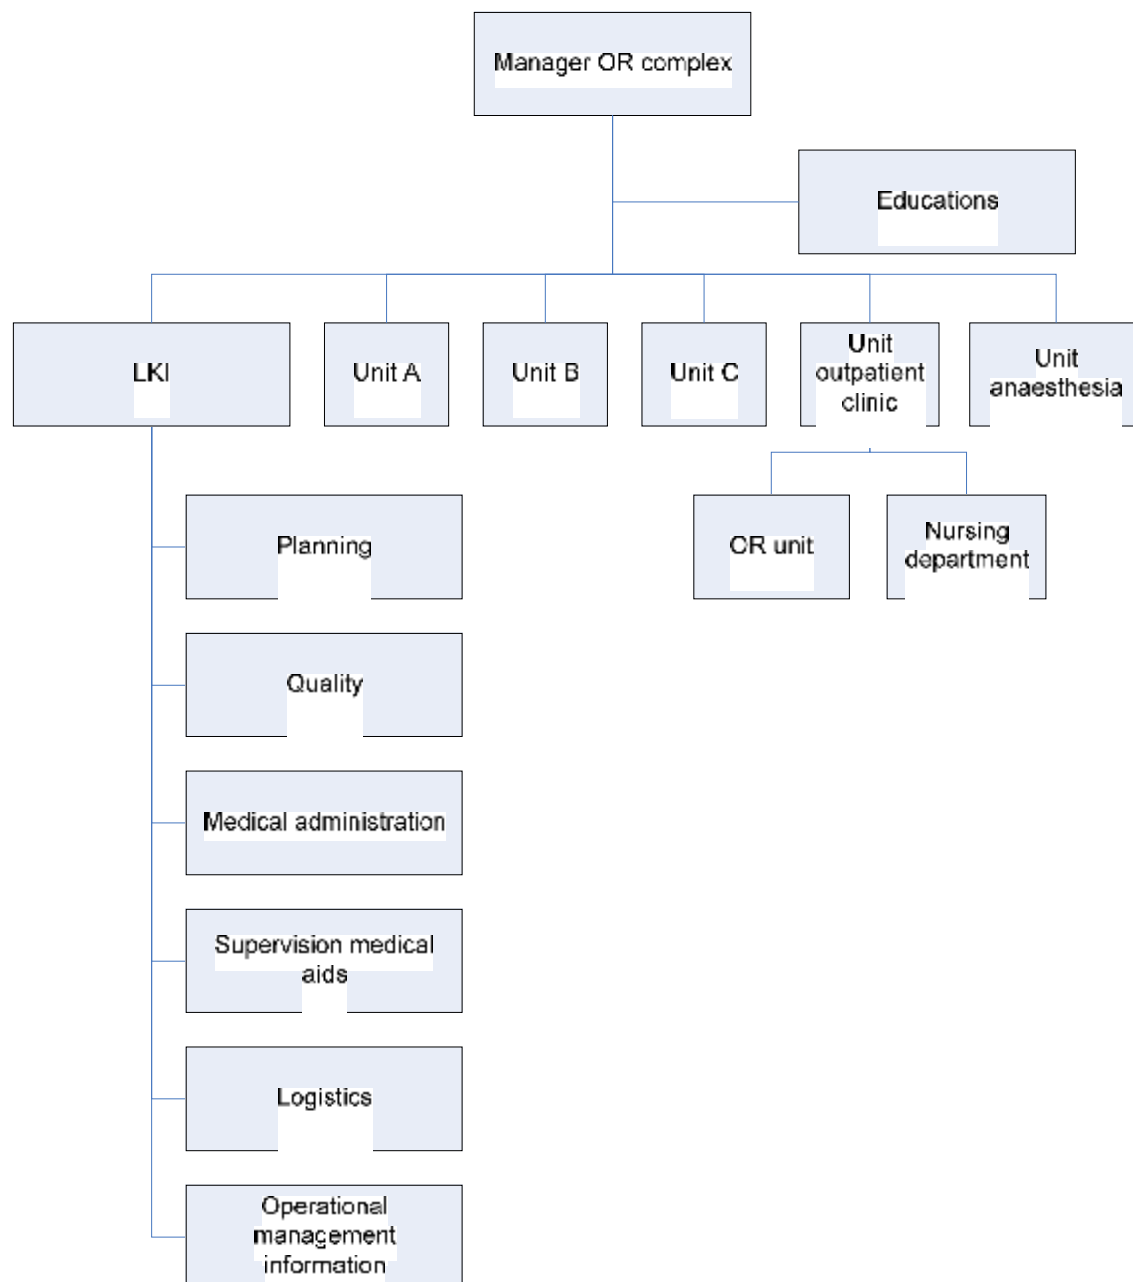 Manager OR complex
Educations
LKI
Unit A
Unit B
Unit C
Unit
outpatient
clinic
Unit
anaesthesia
OR unit
Nursing
department
Planning
Quality
Medical administration
Supervision medical
aids
Logistics
Operational
management
information